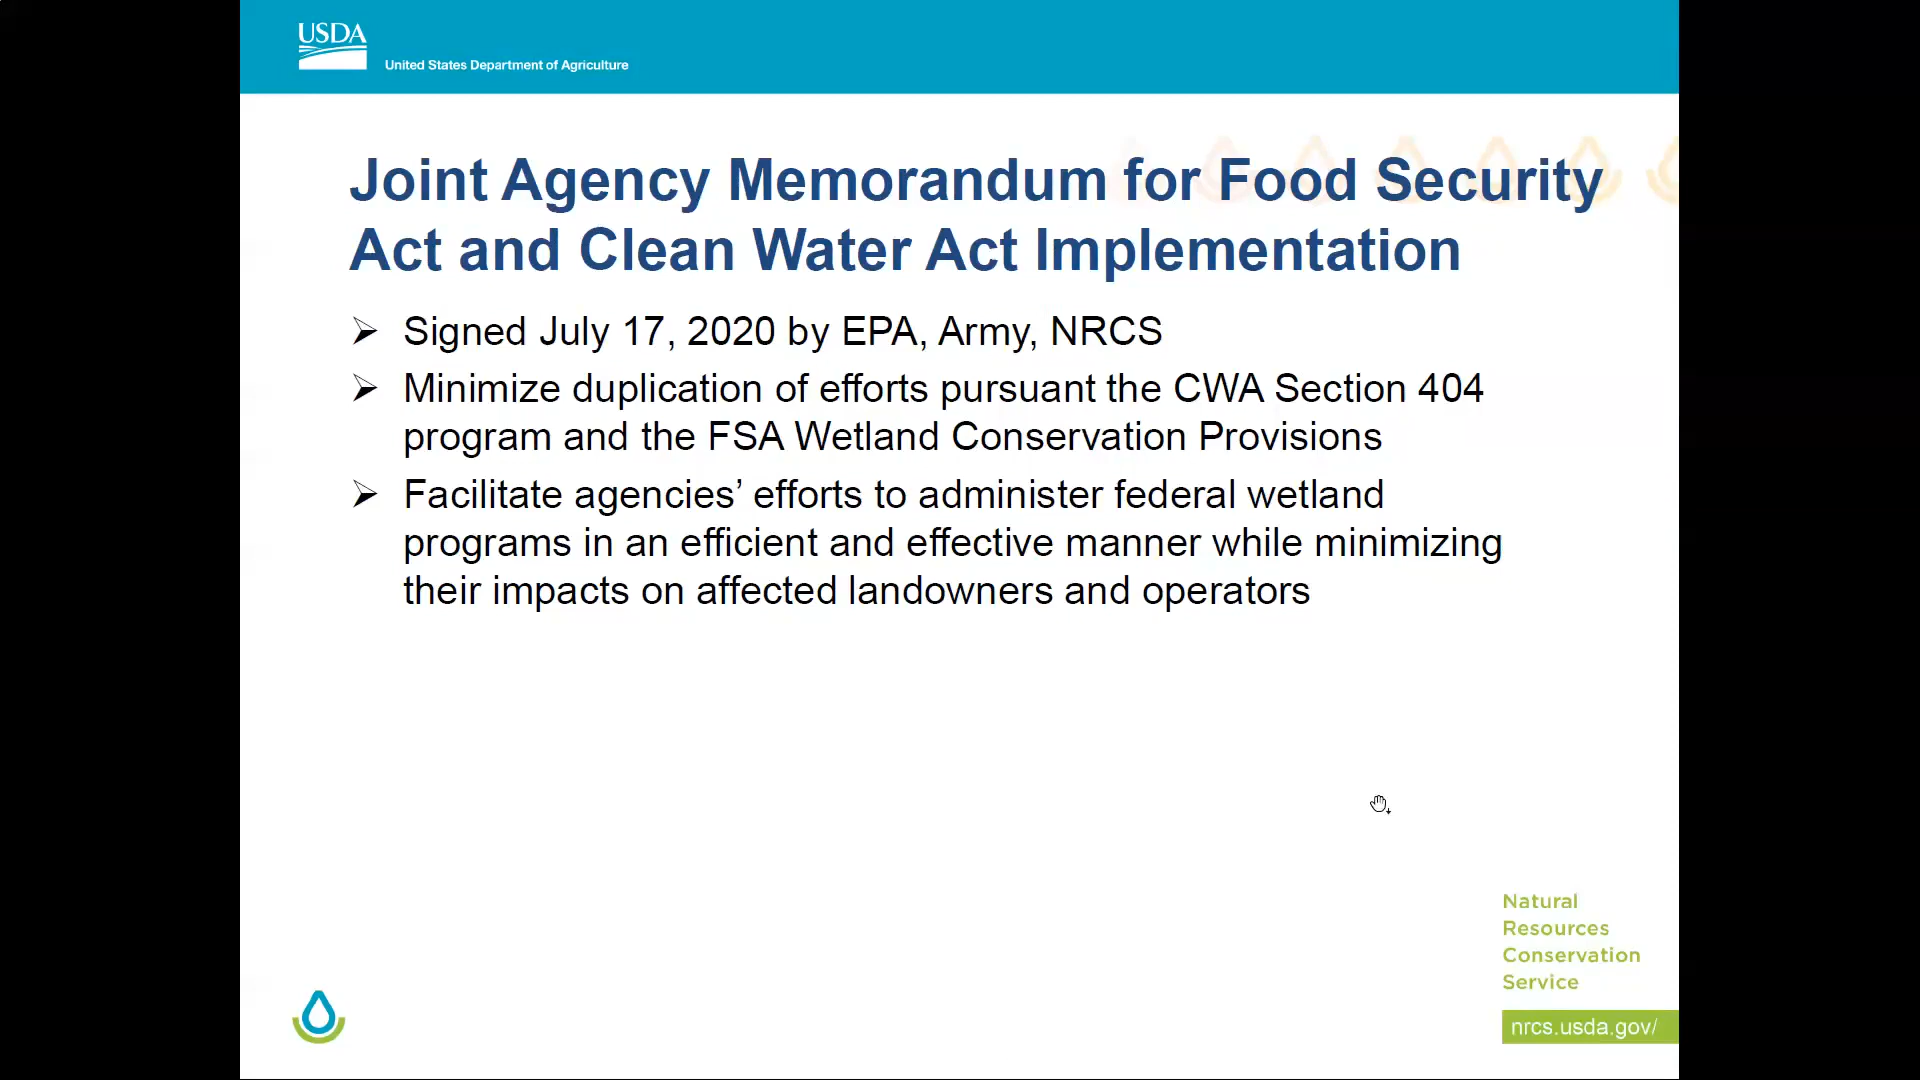 USDA
United States Department of Agriculture
Joint Agency Memorandum for Food Security
Act and Clean Water Act Implementation
➢ Signed July 17, 2020 by EPA, Army, NRCS
➢ Minimize duplication of efforts pursuant the CWA Section 404
program and the FSA Wetland Conservation Provisions
➢ Facilitate agencies’ efforts to administer federal wetland
programs in an efficient and effective manner while minimizing
their impacts on affected landowners and operators
Natural
Resources
Conservation
Service
nrcs.usda.gov/